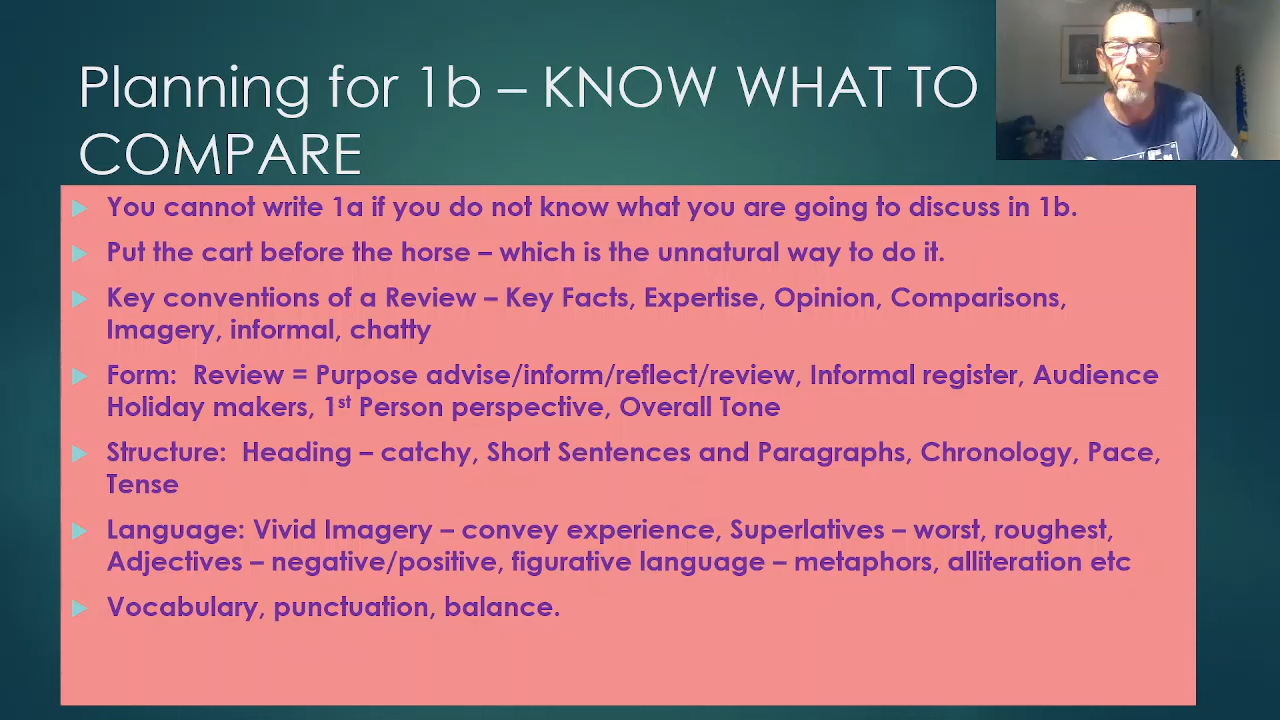 Planning for 1b – KNOW WHAT TO
COMPARE
You cannot write 1a if you do not know what you are going to discuss in 1b.
Put the cart before the horse – which is the unnatural way to do it.
Key conventions of a Review – Key Facts, Expertise, Opinion, Comparisons,
Imagery, informal, chatty
Form:  Review = Purpose advise/inform/reflect/review, Informal register, Audience
Holiday makers, 1st Person perspective, Overall Tone
Structure:  Heading – catchy, Short Sentences and Paragraphs, Chronology, Pace,
Tense
Language: Vivid Imagery – convey experience, Superlatives – worst, roughest,
Adjectives – negative/positive, figurative language – metaphors, alliteration etc
Vocabulary, punctuation, balance.